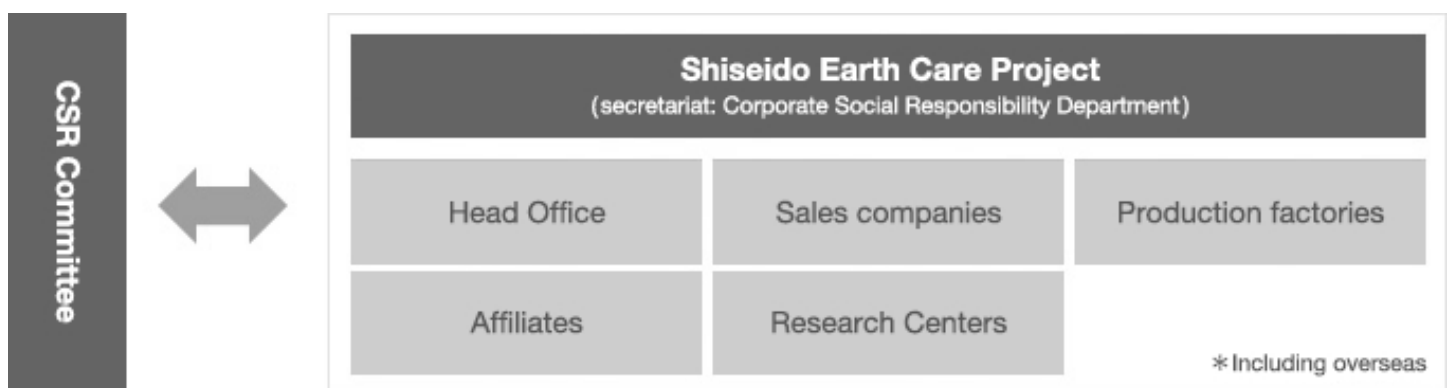 CSR Committee
Shiseido Earth Care Project
(secretariat: Corporate Social Responsibility Department)
Head Office
Sales companies
Production factories
Affiliates
Research Centers
＊Including overseas